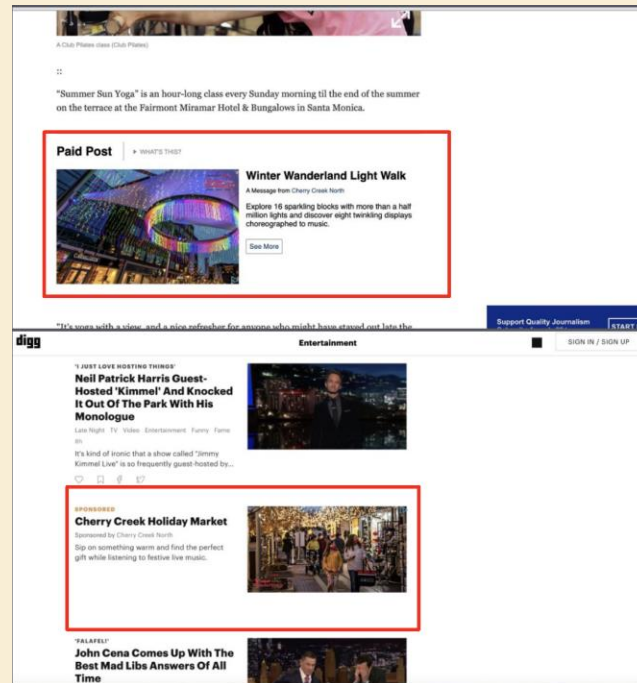 A Club Pilates class (Club Pilates)
::
“Summer Sun Yoga” is an hour-long class every Sunday morning til the end of the summer
on the terrace at the Fairmont Miramar Hotel & Bungalows in Santa Monica.
Paid Post
▸ WHAT'S THIS?
Winter Wanderland Light Walk
A Message from Cherry Creek North
Explore 16 sparkling blocks with more than a half
million lights and discover eight twinkling displays
choreographed to music.
See More
"It's yoga with a view, and a nice refresher for anyone who might have stayed out late the
Support Quality Journalism
START
digg
Entertainment
SIGN IN / SIGN UP
'I JUST LOVE HOSTING THINGS'
Neil Patrick Harris Guest-
Hosted 'Kimmel' And Knocked
It Out Of The Park With His
Monologue
Late Night TV Video Entertainment Funny Fame
on
It's kind of ironic that a show called "Jimmy
Kimmel Live" is so frequently guest-hosted by...
SPONSORED
Cherry Creek Holiday Market
Sponsored by Cherry Creek North
Sip on something warm and find the perfect
gift while listening to festive live music.
'FALAFEL!'
John Cena Comes Up With The
Best Mad Libs Answers Of All
Time